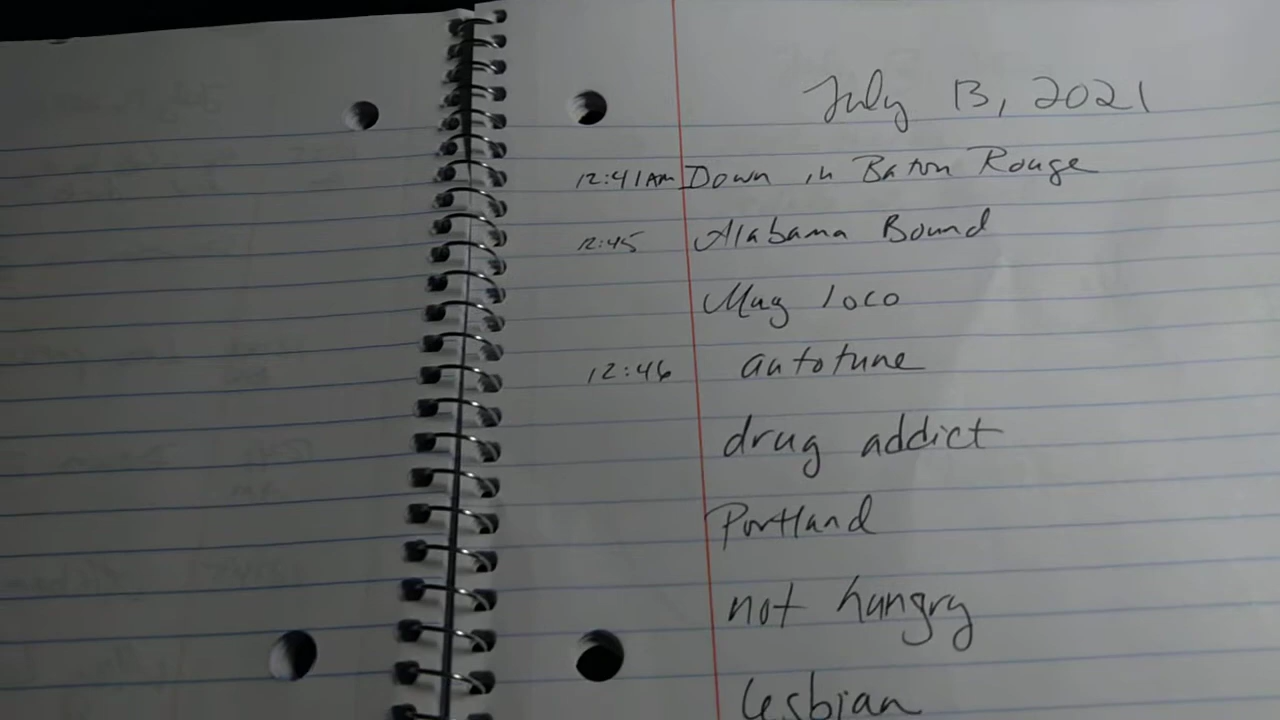 July 13, 2021
12:41AM Down in Baton Rouge
12:45 Alabama Bound
Muy loco
12:46 autotune
drug addict
Portland
not hungry
Lesbian